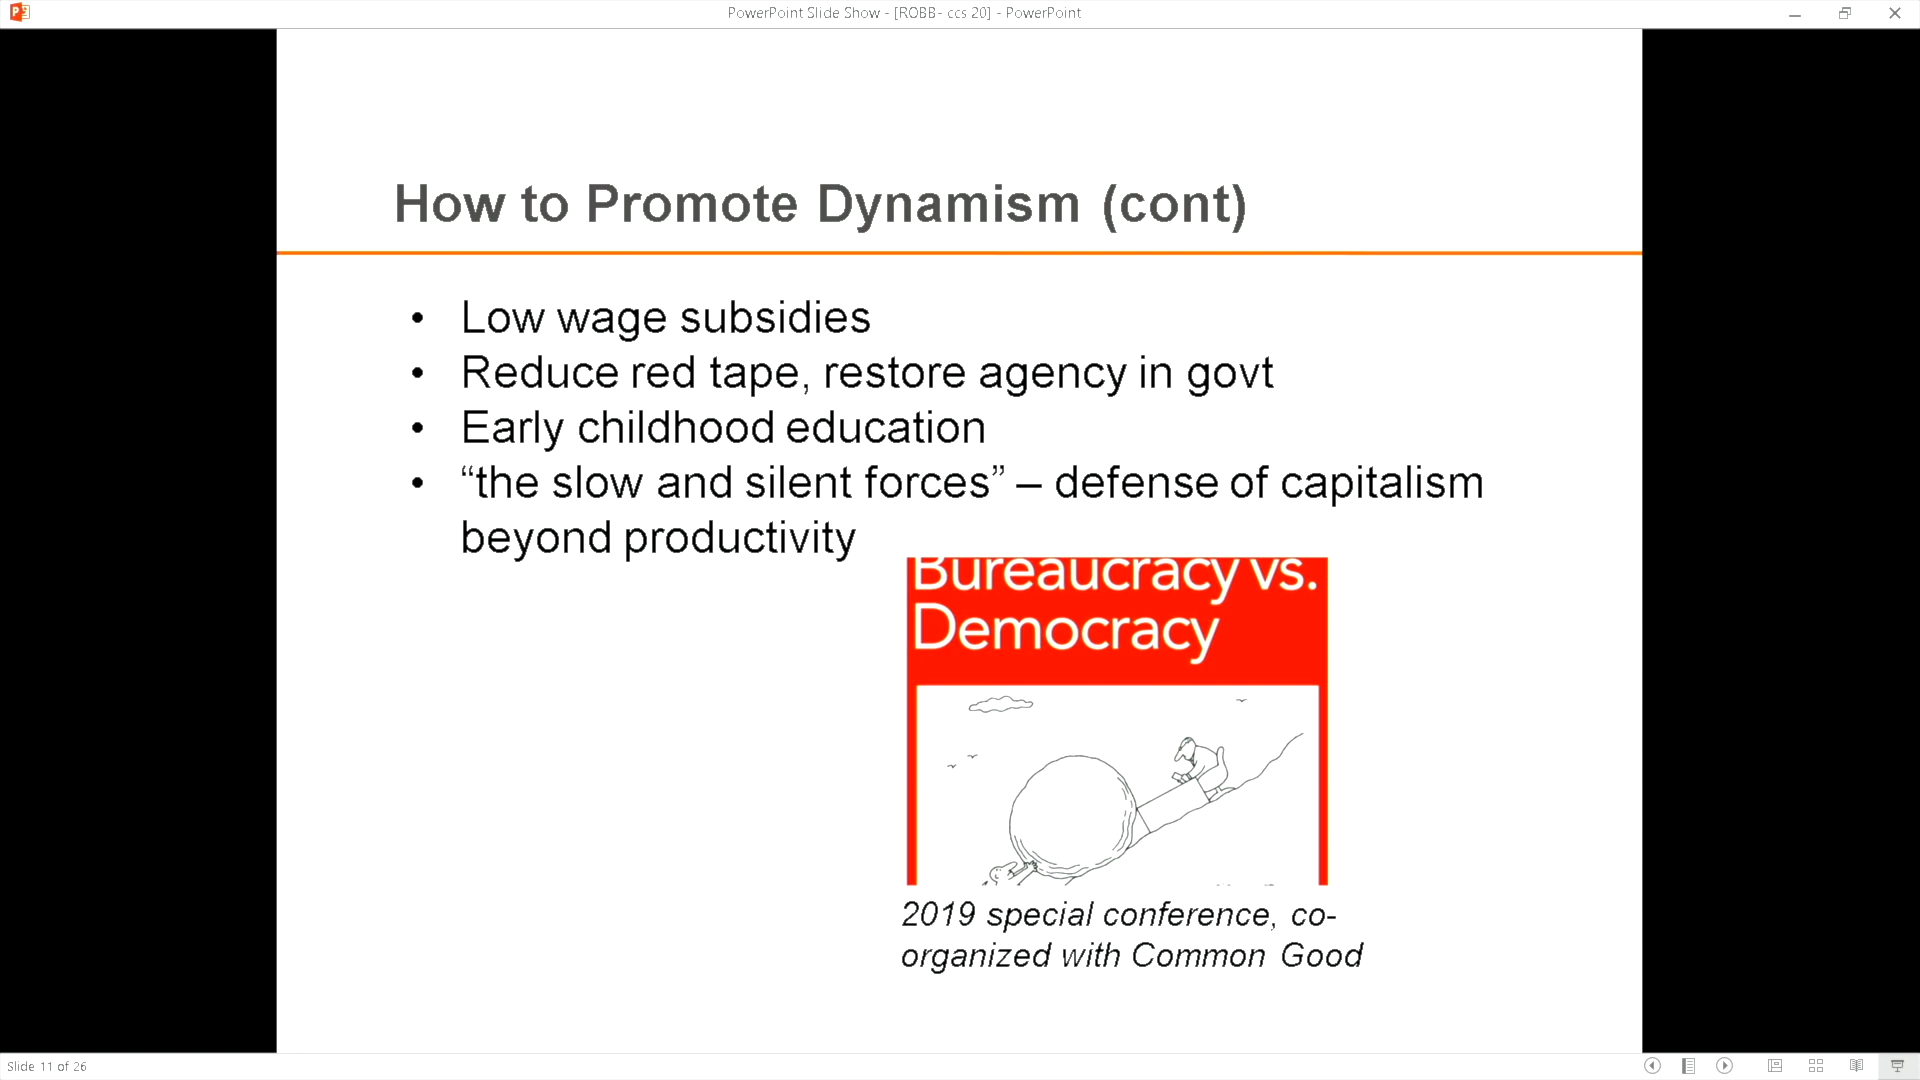 PowerPoint Slide Show - [ROBB- ccs 20] - PowerPoint
How to Promote Dynamism (cont)
• Low wage subsidies
• Reduce red tape, restore agency in govt
• Early childhood education
• “the slow and silent forces” – defense of capitalism
beyond productivity
Bureaucracy vs.
Democracy
2019 special conference, co-
organized with Common Good
Slide 11 of 26